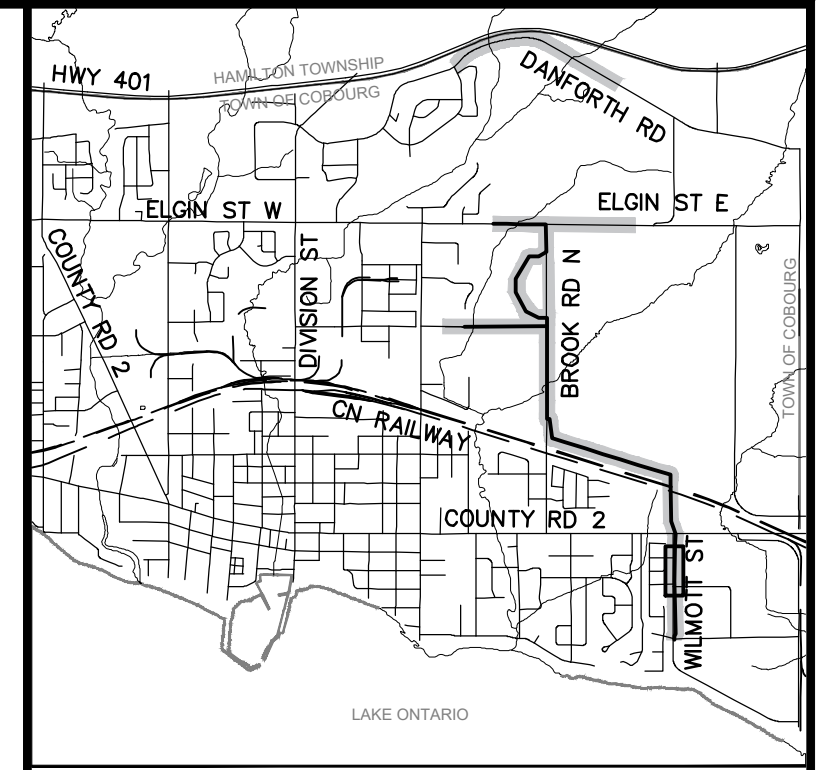 HWY 401
HAMILTON TOWNSHIP
TOWN OF COBOURG
DANFORTH RD
ELGIN ST W
ELGIN ST E
COUNTY RD 2
DIVISION ST
BROOK RD N
TOWN OF COBOURG
CN RAILWAY
COUNTY RD 2
WILMOTT ST
LAKE ONTARIO